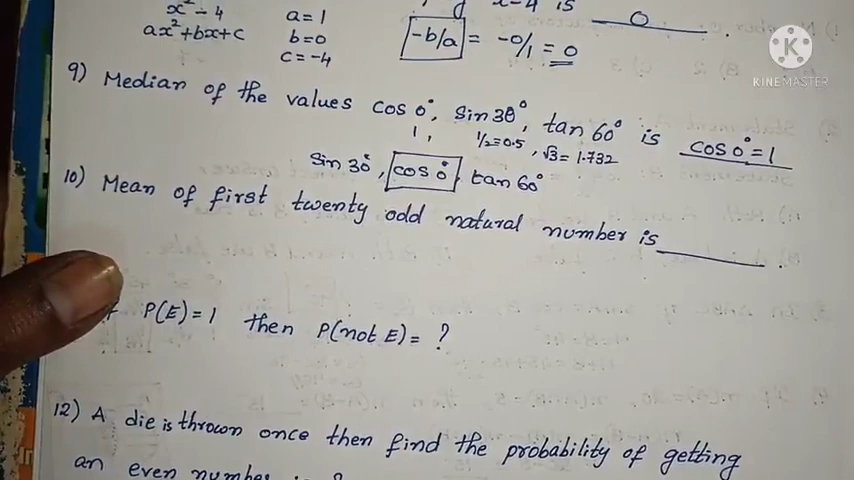 x² - 4 a = 1 x-4 is 0 .
ax²+bx+c b=0 -b/a = -0/1 = 0
c = -4
9) Median of the values cos 0°, sin 30°, tan 60° is cos 0° = 1
1, 1/2=0.5, √3 = 1.732
sin 30°, cos 0°, tan 60°
10) Mean of first twenty odd natural number is .
P(E)=1 then P(not E)= ?
12) A die is thrown once then find the probability of getting
an even number
KINEMASTER